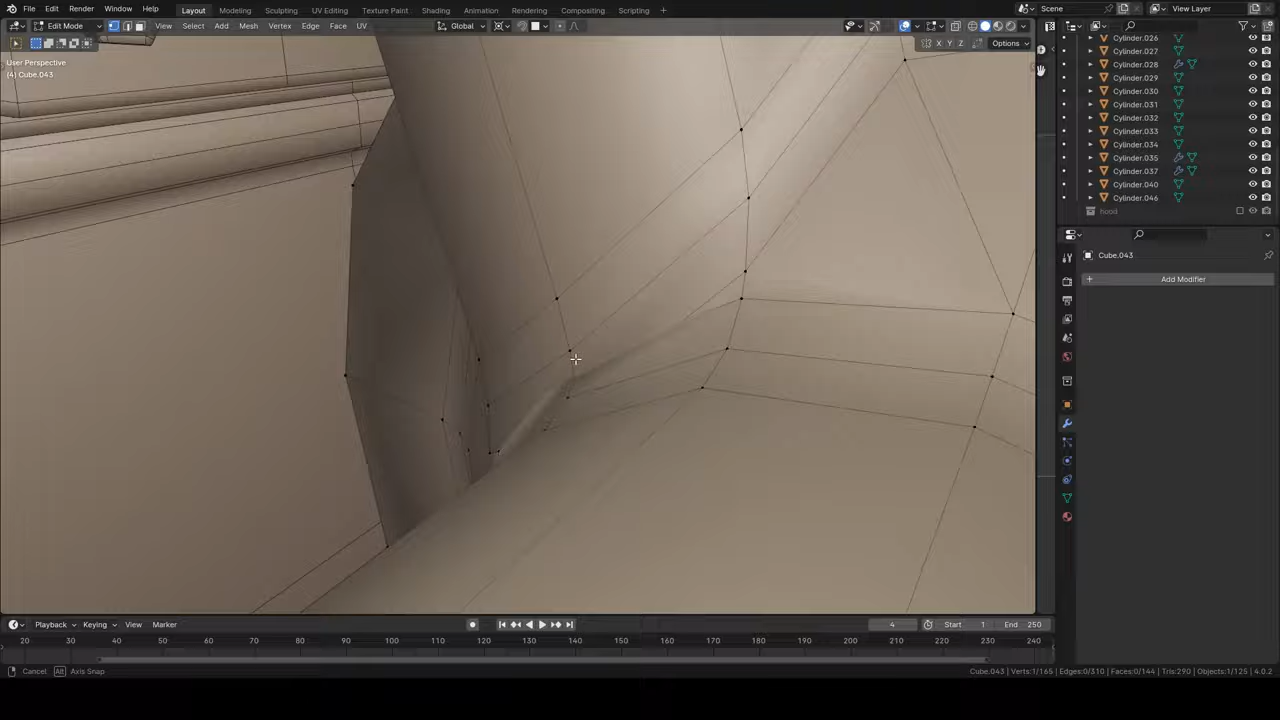 File Edit Render Window Help Layout Modeling Sculpting UV Editing Texture Paint Shading Animation Rendering Compositing Scripting + Scene View Layer
Edit Mode View Select Add Mesh Vertex Edge Face UV Global
X Y Z Options
User Perspective
(4) Cube.043
Cylinder.026
Cylinder.027
Cylinder.028
Cylinder.029
Cylinder.030
Cylinder.031
Cylinder.032
Cylinder.033
Cylinder.034
Cylinder.035
Cylinder.037
Cylinder.040
Cylinder.046
hood
Cube.043
+ Add Modifier
Playback Keying View Marker 4 Start 1 End 250
20 30 40 50 60 70 80 90 100 110 120 130 140 150 160 170 180 190 200 210 220 230 240
Cancel Alt Axis Snap Cube.043 | Verts:1/165 | Edges:0/310 | Faces:0/144 | Tris:290 | Objects:1/125 | 4.0.2